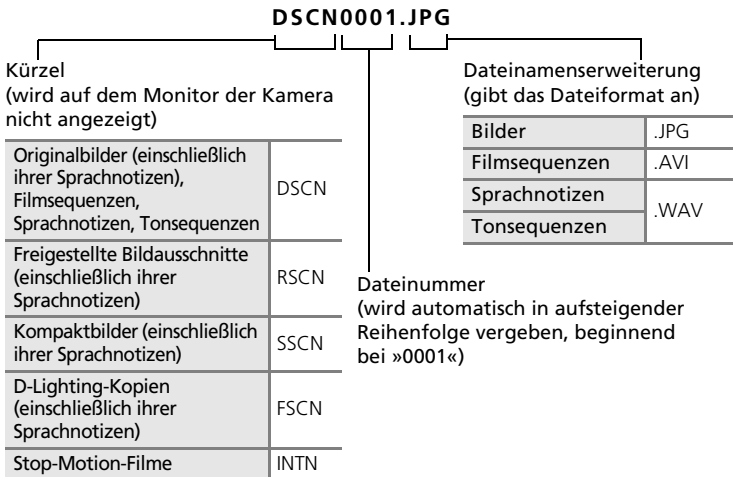 DSCN0001.JPG
Kürzel
(wird auf dem Monitor der Kamera
nicht angezeigt)
Originalbilder (einschließlich
ihrer Sprachnotizen),
Filmsequenzen,
Sprachnotizen, Tonsequenzen
DSCN
Freigestellte Bildausschnitte
(einschließlich ihrer
Sprachnotizen)
RSCN
Kompaktbilder (einschließlich
ihrer Sprachnotizen)
SSCN
D-Lighting-Kopien
(einschließlich ihrer
Sprachnotizen)
FSCN
Stop-Motion-Filme
INTN
Dateinummer
(wird automatisch in aufsteigender
Reihenfolge vergeben, beginnend
bei »0001«)
Dateinamenserweiterung
(gibt das Dateiformat an)
Bilder
.JPG
Filmsequenzen
.AVI
Sprachnotizen
.WAV
Tonsequenzen